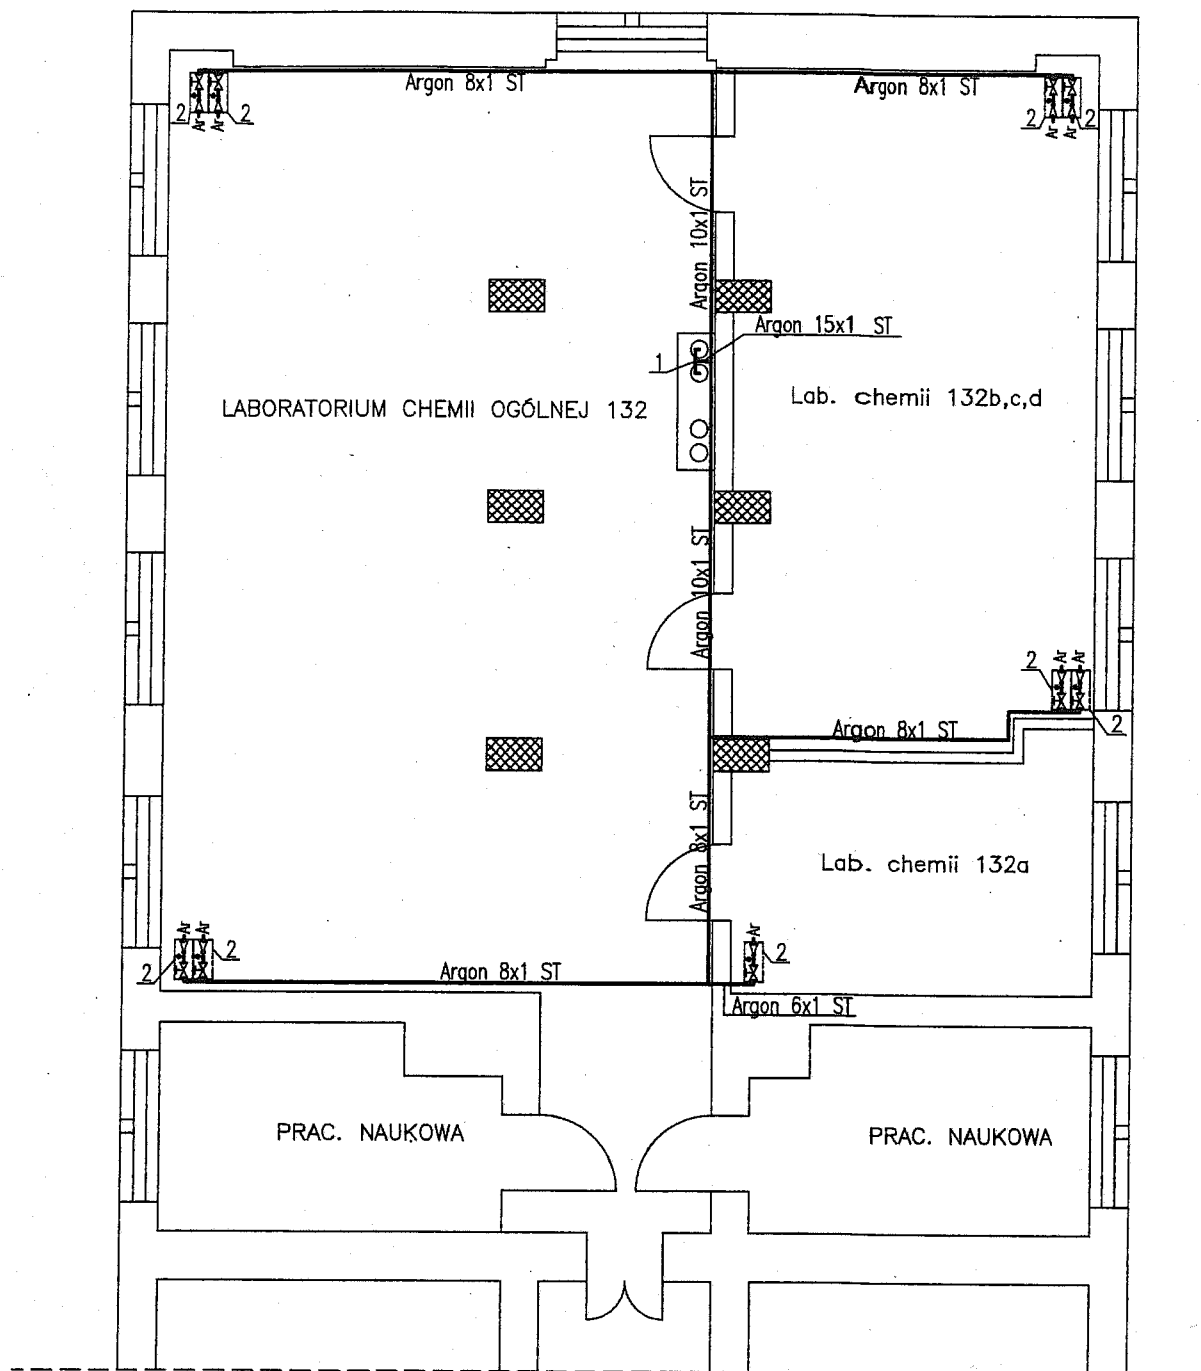 Argon 8x1 ST
Argon 8x1 ST
2
Ar
Ar
2
2
Ar
Ar
2
Argon 10x1 ST
Argon 15x1 ST
1
LABORATORIUM CHEMII OGÓLNEJ 132
Lab. chemii 132b,c,d
Argon 10x1 ST
2
Ar
Ar
2
Argon 8x1 ST
Argon 8x1 ST
Lab. chemii 132a
Ar
Ar
2
2
Ar
2
Argon 8x1 ST
Argon 6x1 ST
PRAC. NAUKOWA
PRAC. NAUKOWA